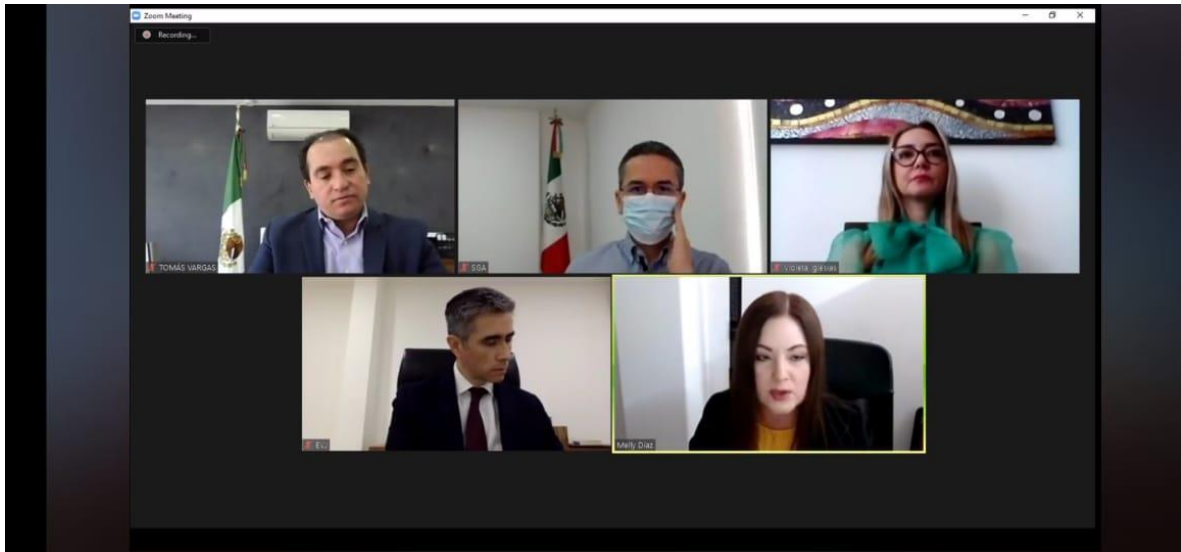 Zoom Meeting
Recording...
TOMÁS VARGAS
SGA
Violeta Iglesias
Melly Díaz